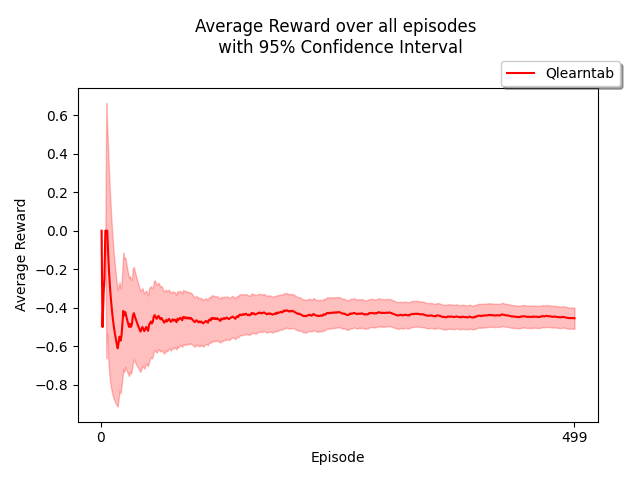 Average Reward over all episodes
with 95% Confidence Interval
Qlearntab
0.6
0.4
0.2
0.0
−0.2
−0.4
−0.6
−0.8
Average Reward
0
499
Episode